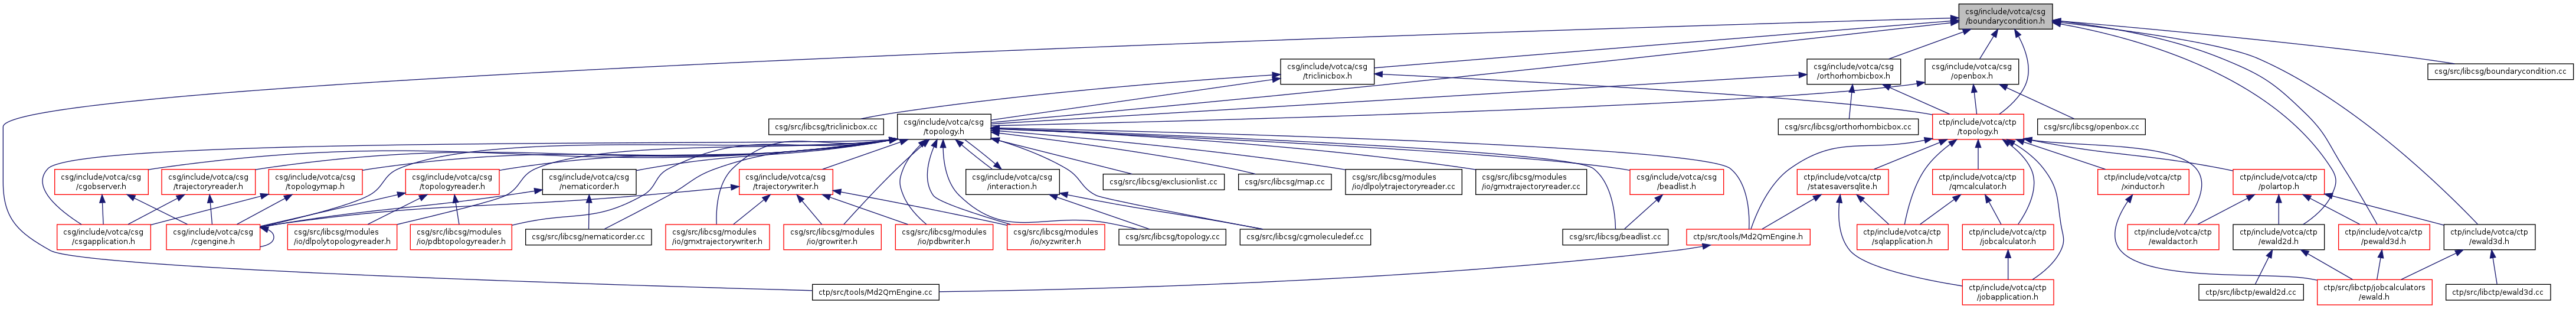 csg/include/votca/csg
/boundarycondition.h
csg/include/votca/csg
/triclinicbox.h
csg/include/votca/csg
/orthorhombicbox.h
csg/include/votca/csg
/openbox.h
csg/src/libcsg/boundarycondition.cc
csg/src/libcsg/triclinicbox.cc
csg/include/votca/csg
/topology.h
csg/src/libcsg/orthorhombicbox.cc
ctp/include/votca/ctp
/topology.h
csg/src/libcsg/openbox.cc
csg/include/votca/csg
/cgobserver.h
csg/include/votca/csg
/trajectoryreader.h
csg/include/votca/csg
/topologymap.h
csg/include/votca/csg
/topologyreader.h
csg/include/votca/csg
/nematicorder.h
csg/include/votca/csg
/trajectorywriter.h
csg/include/votca/csg
/interaction.h
csg/src/libcsg/exclusionlist.cc
csg/src/libcsg/map.cc
csg/src/libcsg/modules
/io/dlpolytrajectoryreader.cc
csg/src/libcsg/modules
/io/gmxtrajectoryreader.cc
csg/include/votca/csg
/beadlist.h
ctp/include/votca/ctp
/statesaversqlite.h
ctp/include/votca/ctp
/qmcalculator.h
ctp/include/votca/ctp
/xinductor.h
ctp/include/votca/ctp
/polartop.h
csg/include/votca/csg
/csgapplication.h
csg/include/votca/csg
/cgengine.h
csg/src/libcsg/modules
/io/dlpolytopologyreader.h
csg/src/libcsg/modules
/io/pdbtopologyreader.h
csg/src/libcsg/nematicorder.cc
csg/src/libcsg/modules
/io/gmxtrajectorywriter.h
csg/src/libcsg/modules
/io/growriter.h
csg/src/libcsg/modules
/io/pdbwriter.h
csg/src/libcsg/modules
/io/xyzwriter.h
csg/src/libcsg/topology.cc
csg/src/libcsg/cgmoleculedef.cc
csg/src/libcsg/beadlist.cc
ctp/src/tools/Md2QmEngine.h
ctp/include/votca/ctp
/sqlapplication.h
ctp/include/votca/ctp
/jobcalculator.h
ctp/include/votca/ctp
/ewaldactor.h
ctp/include/votca/ctp
/ewald2d.h
ctp/include/votca/ctp
/pewald3d.h
ctp/include/votca/ctp
/ewald3d.h
ctp/src/tools/Md2QmEngine.cc
ctp/include/votca/ctp
/jobapplication.h
ctp/src/libctp/ewald2d.cc
ctp/src/libctp/jobcalculators
/ewald.h
ctp/src/libctp/ewald3d.cc